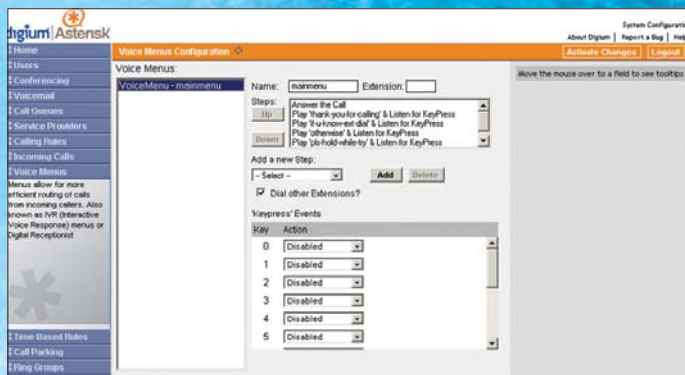 digium | Asterisk
System Configuration
About Digium | Report a Bug | Help
Home
Voice Menus Configuration
Activate Changes
Logout
Users
Conferencing
Voicemail
Call Queues
Service Providers
Calling Rules
Incoming Calls
Voice Menus
Menus allow for more
efficient routing of calls
from incoming callers. Also
known as IVR (Interactive
Voice Response) menus or
Digital Receptionist
Time Based Rules
Call Parking
Ring Groups
Voice Menus:
VoiceMenu - mainmenu
Name: mainmenu Extension:
Steps:
Up
Down
Answer the Call
Play 'thank-you-for-calling' & Listen for KeyPress
Play 'if-u-know-ext-dial' & Listen for KeyPress
Play 'otherwise' & Listen for KeyPress
Play 'pls-hold-while-try' & Listen for KeyPress
Add a new Step:
-- Select --
Add
Delete
Dial other Extensions?
'Keypress' Events
Key Action
0 Disabled
1 Disabled
2 Disabled
3 Disabled
4 Disabled
5 Disabled
Move the mouse over to a field to see tooltips